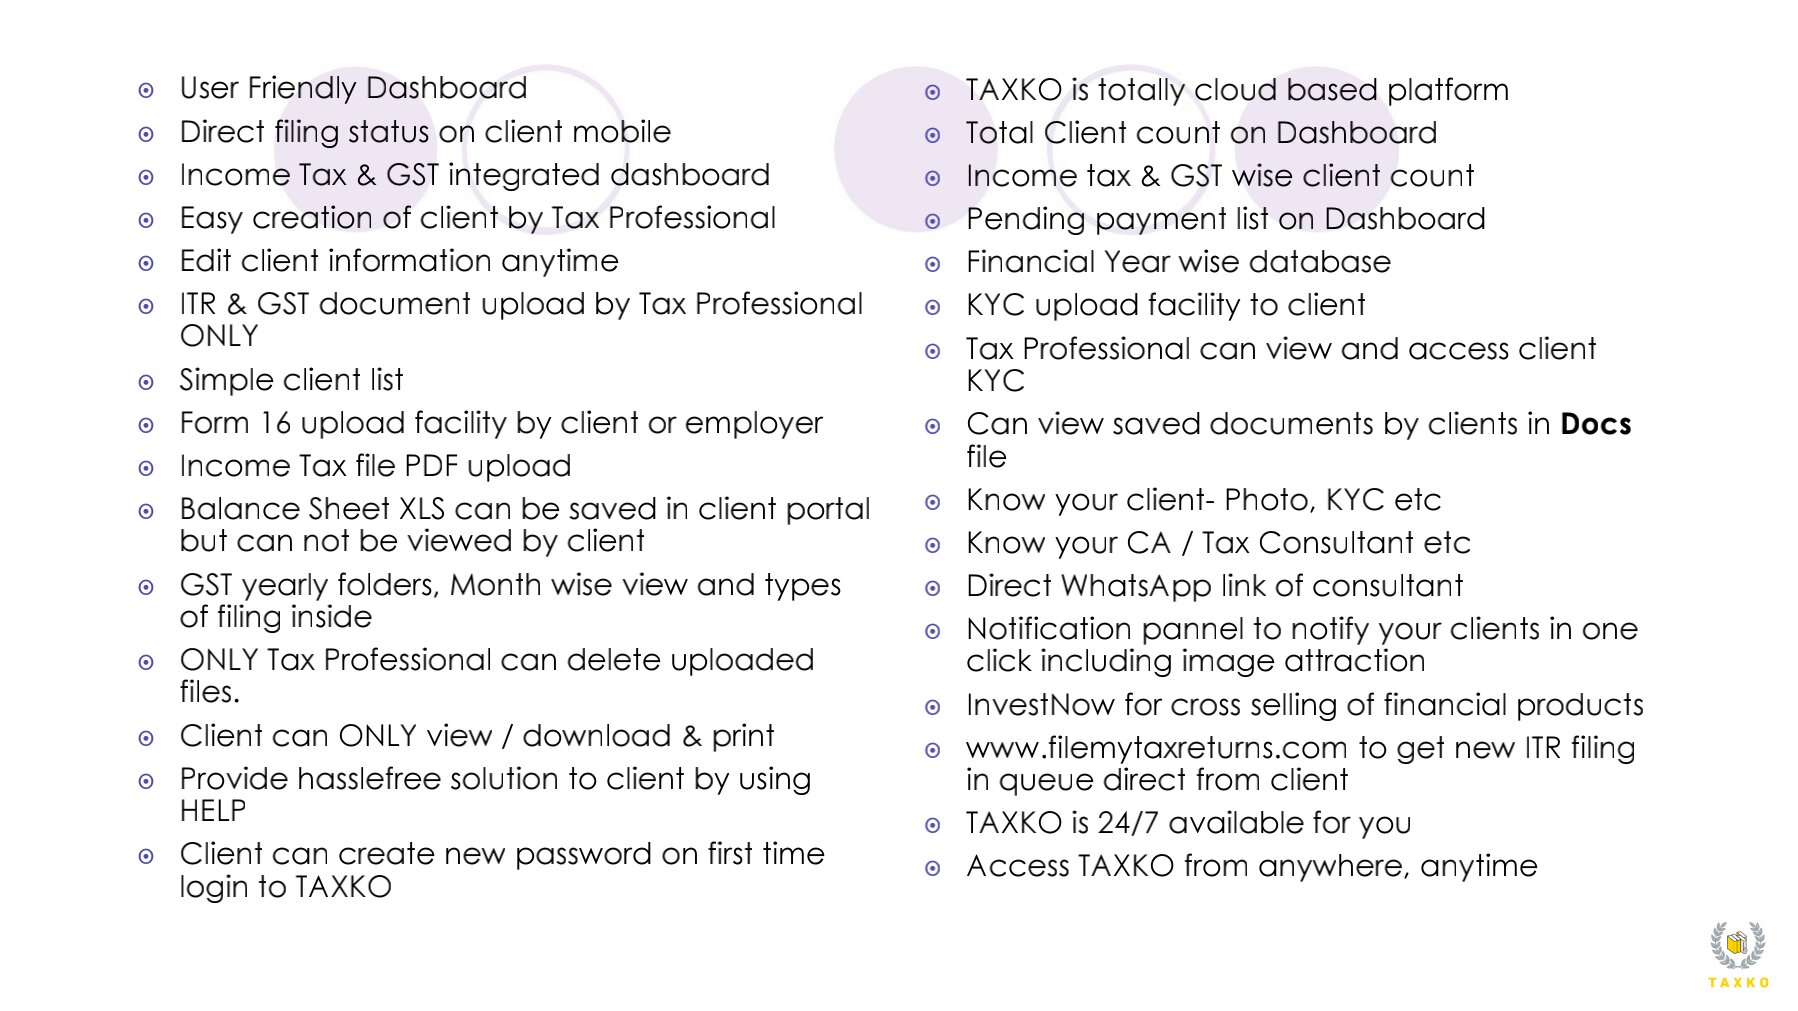 User Friendly Dashboard
Direct filing status on client mobile
Income Tax & GST integrated dashboard
Easy creation of client by Tax Professional
Edit client information anytime
ITR & GST document upload by Tax Professional
ONLY
Simple client list
Form 16 upload facility by client or employer
Income Tax file PDF upload
Balance Sheet XLS can be saved in client portal
but can not be viewed by client
GST yearly folders, Month wise view and types
of filing inside
ONLY Tax Professional can delete uploaded
files.
Client can ONLY view / download & print
Provide hasslefree solution to client by using
HELP
Client can create new password on first time
login to TAXKO
TAXKO is totally cloud based platform
Total Client count on Dashboard
Income tax & GST wise client count
Pending payment list on Dashboard
Financial Year wise database
KYC upload facility to client
Tax Professional can view and access client
KYC
Can view saved documents by clients in Docs
file
Know your client- Photo, KYC etc
Know your CA / Tax Consultant etc
Direct WhatsApp link of consultant
Notification pannel to notify your clients in one
click including image attraction
InvestNow for cross selling of financial products
www.filemytaxreturns.com to get new ITR filing
in queue direct from client
TAXKO is 24/7 available for you
Access TAXKO from anywhere, anytime
TAXKO